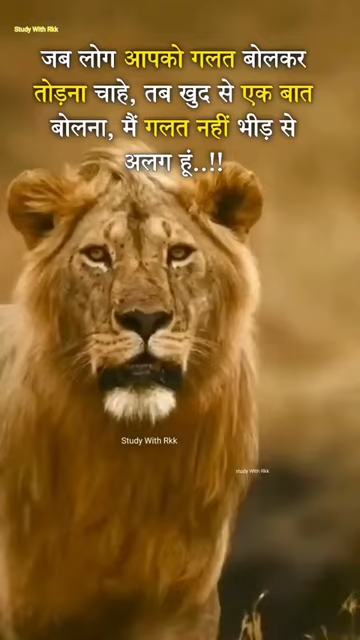 Study With Rkk
जब लोग आपको गलत बोलकर
तोड़ना चाहे, तब खुद से एक बात
बोलना, मैं गलत नहीं भीड़ से
अलग हूं..!!
Study With Rkk
study With Rkk